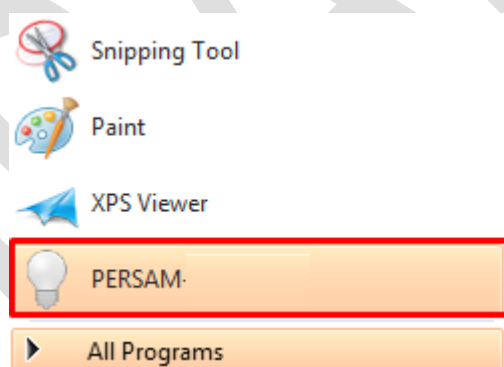 Snipping Tool
Paint
XPS Viewer
PERSAM-
All Programs